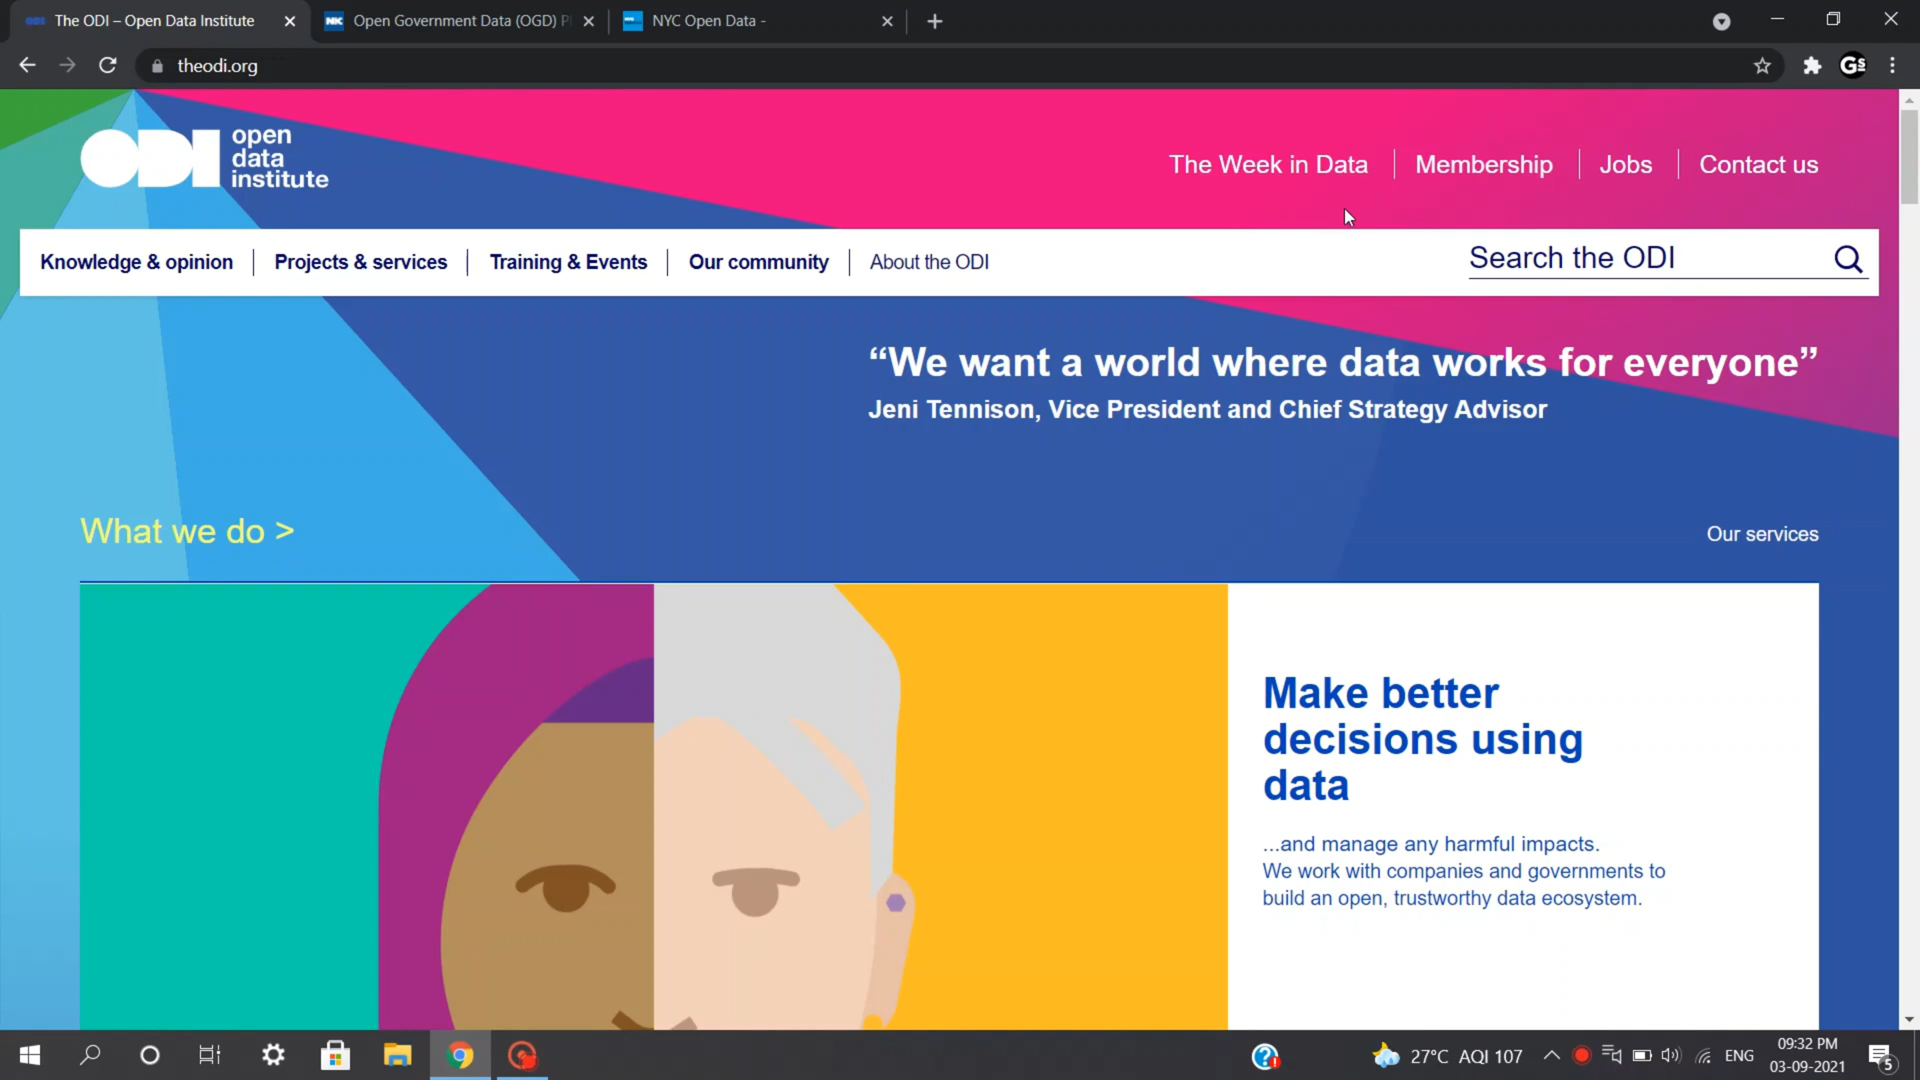 The ODI – Open Data Institute
Open Government Data (OGD) P
NYC Open Data -
theodi.org
ODI open
data
institute
The Week in Data
Membership
Jobs
Contact us
Knowledge & opinion
Projects & services
Training & Events
Our community
About the ODI
Search the ODI
“We want a world where data works for everyone”
Jeni Tennison, Vice President and Chief Strategy Advisor
What we do >
Our services
Make better
decisions using
data
...and manage any harmful impacts.
We work with companies and governments to
build an open, trustworthy data ecosystem.
27°C AQI 107
ENG
09:32 PM
03-09-2021
5